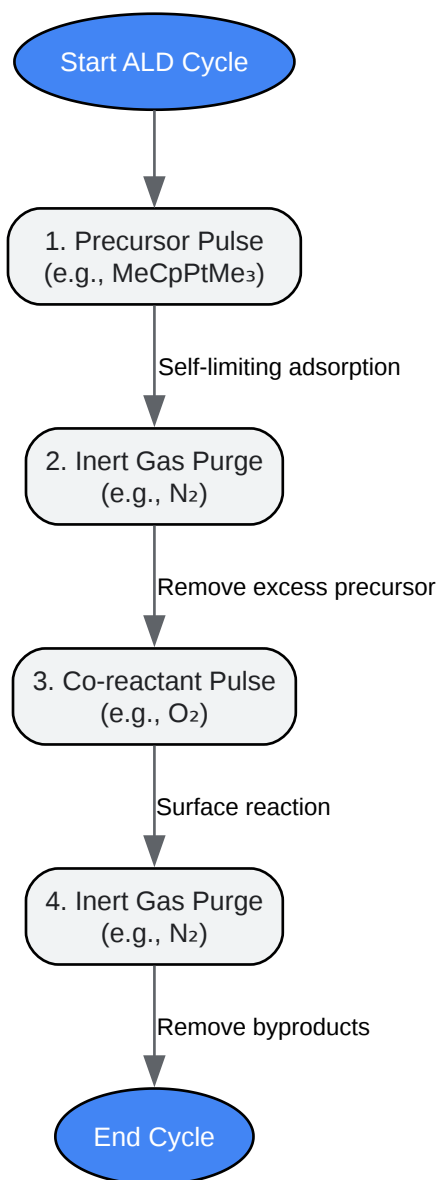 Start ALD Cycle
1. Precursor Pulse
(e.g., MeCpPtMe₃)
Self-limiting adsorption
2. Inert Gas Purge
(e.g., N₂)
Remove excess precursor
3. Co-reactant Pulse
(e.g., O₂)
Surface reaction
4. Inert Gas Purge
(e.g., N₂)
Remove byproducts
End Cycle